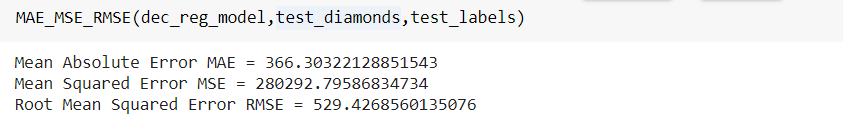 MAE_MSE_RMSE(dec_reg_model,test_diamonds,test_labels)
Mean Absolute Error MAE = 366.30322128851543
Mean Squared Error MSE = 280292.79586834734
Root Mean Squared Error RMSE = 529.4268560135076